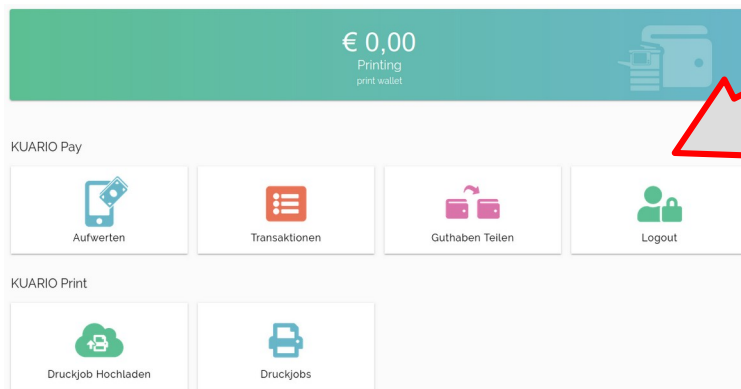 € 0,00
Printing
print wallet
KUARIO Pay
Aufwerten
Transaktionen
Guthaben Teilen
Logout
KUARIO Print
Druckjob Hochladen
Druckjobs